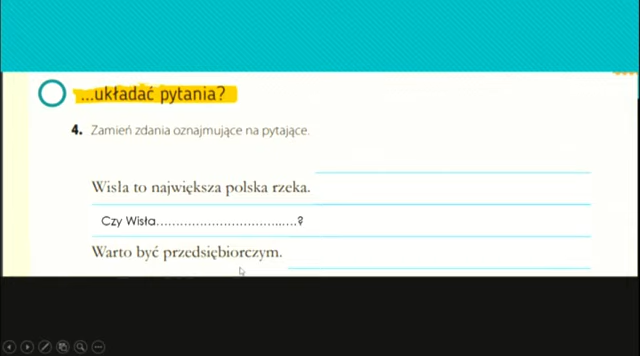 ...układać pytania?
4. Zamień zdania oznajmujące na pytające.
Wisła to największa polska rzeka.
Czy Wisła……………………………...….?
Warto być przedsiębiorczym.